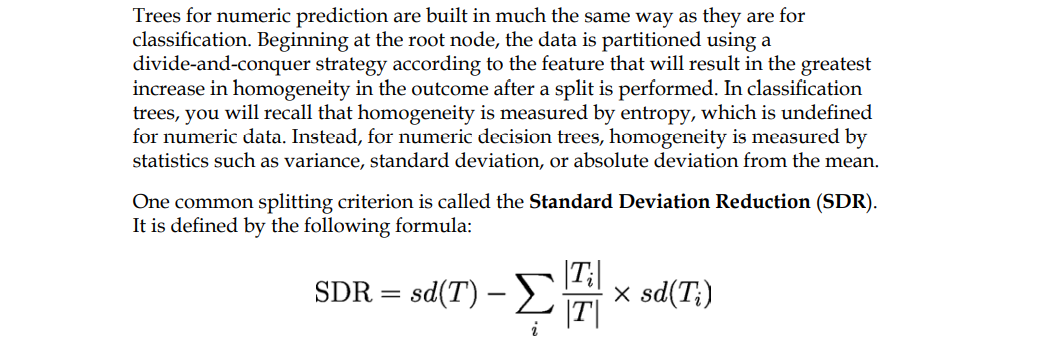 Trees for numeric prediction are built in much the same way as they are for
classification. Beginning at the root node, the data is partitioned using a
divide-and-conquer strategy according to the feature that will result in the greatest
increase in homogeneity in the outcome after a split is performed. In classification
trees, you will recall that homogeneity is measured by entropy, which is undefined
for numeric data. Instead, for numeric decision trees, homogeneity is measured by
statistics such as variance, standard deviation, or absolute deviation from the mean.
One common splitting criterion is called the Standard Deviation Reduction (SDR).
It is defined by the following formula:
SDR = sd(T) − ∑_i |T_i|/|T| × sd(T_i)